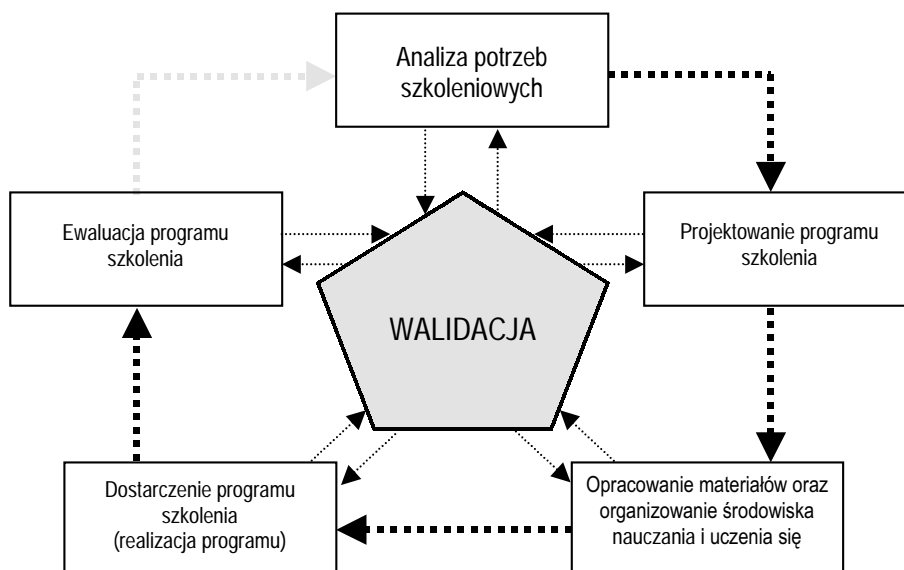 Analiza potrzeb
szkoleniowych
Ewaluacja programu
szkolenia
Projektowanie programu
szkolenia
WALIDACJA
Dostarczenie programu
szkolenia
(realizacja programu)
Opracowanie materiałów oraz
organizowanie środowiska
nauczania i uczenia się